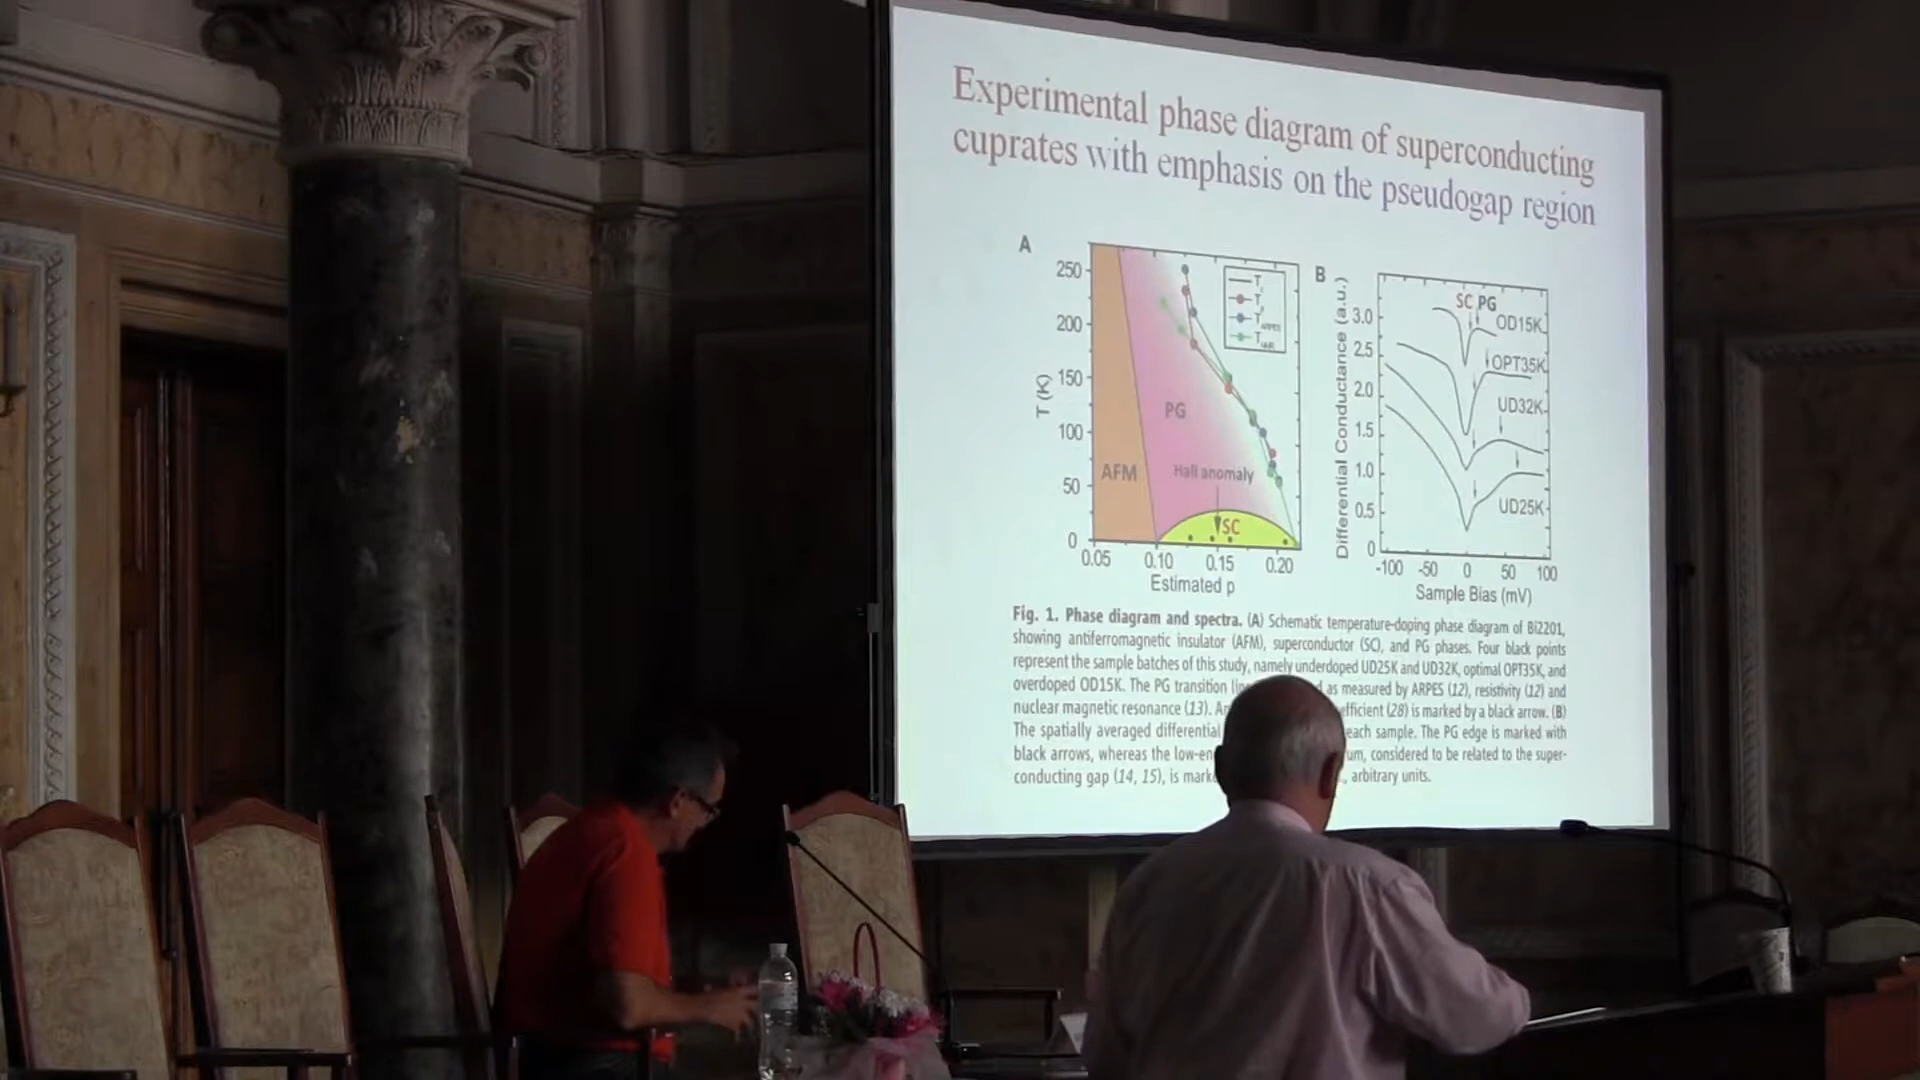 Experimental phase diagram of superconducting
cuprates with emphasis on the pseudogap region
A
250
200
150
100
50
0
T (K)
0.05 0.10 0.15 0.20
Estimated p
AFM
PG
Hall anomaly
SC
B
Differential Conductance (a.u.)
3.0
2.5
2.0
1.5
1.0
0.5
0
-100 -50 0 50 100
Sample Bias (mV)
SC PG
OD15K
OPT35K
UD32K
UD25K
Fig. 1. Phase diagram and spectra. (A) Schematic temperature-doping phase diagram of Bi2201,
showing antiferromagnetic insulator (AFM), superconductor (SC), and PG phases. Four black points
represent the sample batches of this study, namely underdoped UD25K and UD32K, optimal OPT35K, and
overdoped OD15K. The PG transition as measured by ARPES (12), resistivity (12) and
nuclear magnetic resonance (13). (28) is marked by a black arrow. (B)
The spatially averaged differential each sample. The PG edge is marked with
black arrows, whereas the considered to be related to the super-
conducting gap (14, 15), is arbitrary units.